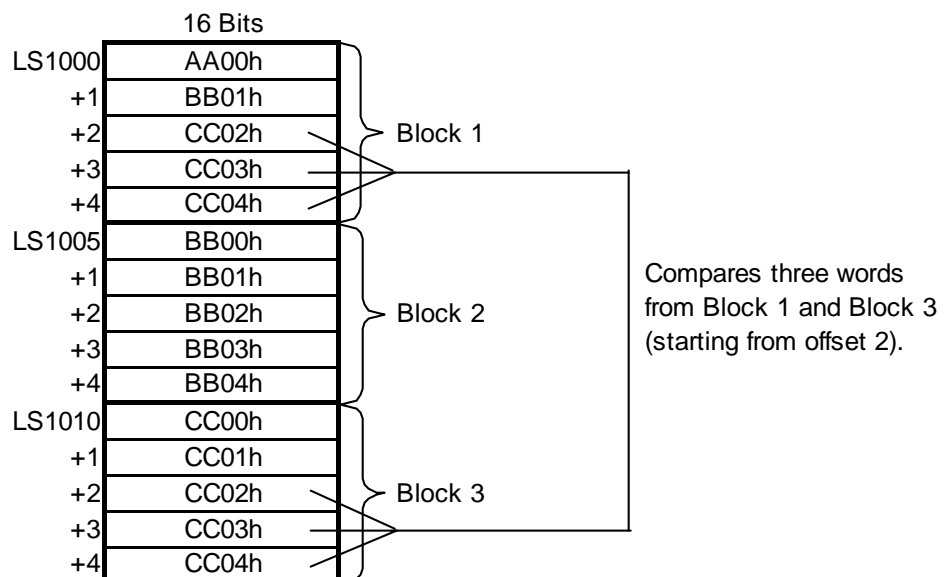 16 Bits
LS1000 AA00h
+1 BB01h
+2 CC02h
+3 CC03h
+4 CC04h
Block 1
LS1005 BB00h
+1 BB01h
+2 BB02h
+3 BB03h
+4 BB04h
Block 2
LS1010 CC00h
+1 CC01h
+2 CC02h
+3 CC03h
+4 CC04h
Block 3
Compares three words
from Block 1 and Block 3
(starting from offset 2).